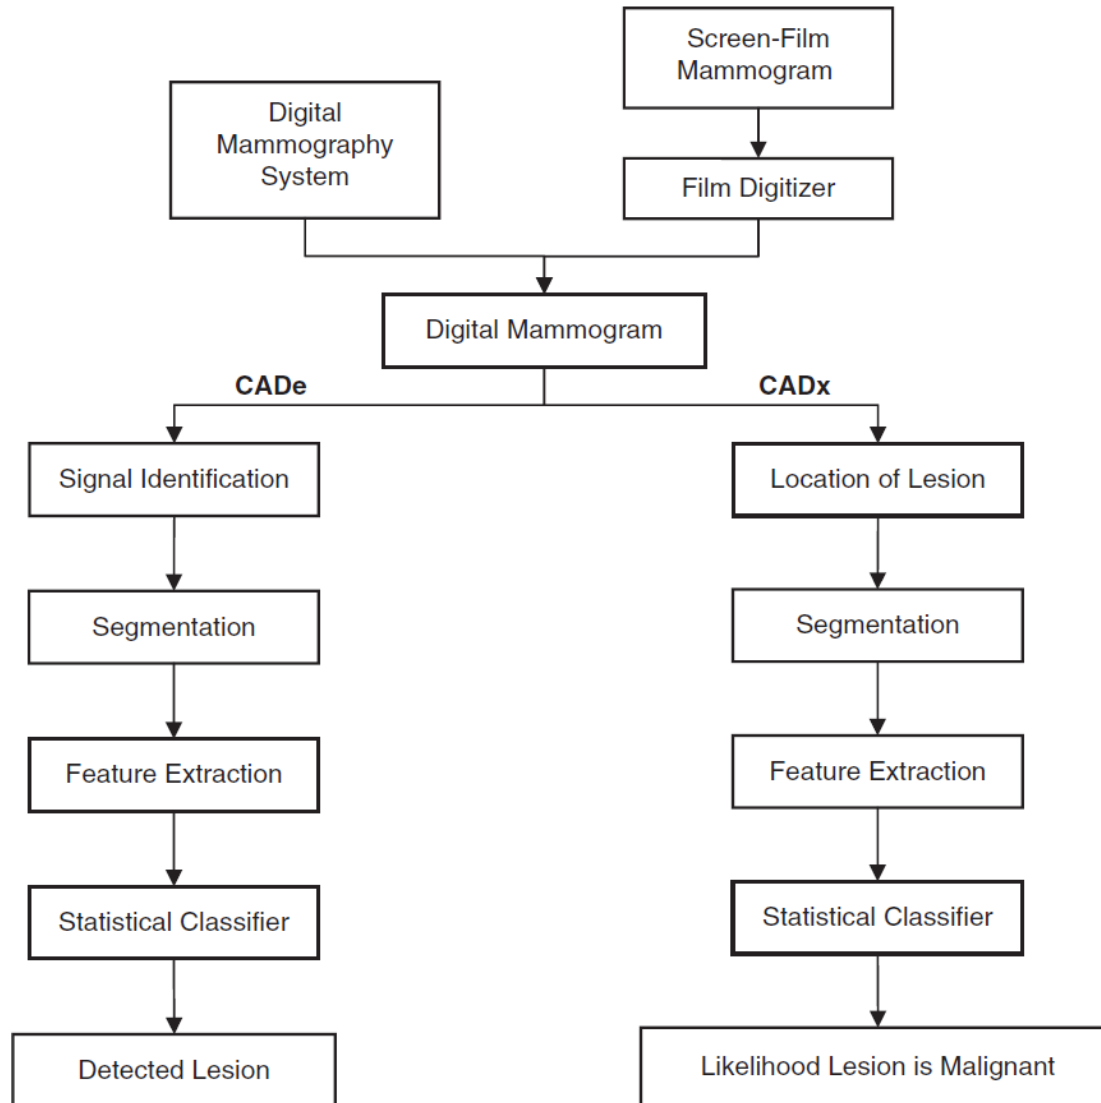 Screen-Film
Mammogram
Digital
Mammography
System
Film Digitizer
Digital Mammogram
CADe
CADx
Signal Identification
Location of Lesion
Segmentation
Segmentation
Feature Extraction
Feature Extraction
Statistical Classifier
Statistical Classifier
Detected Lesion
Likelihood Lesion is Malignant